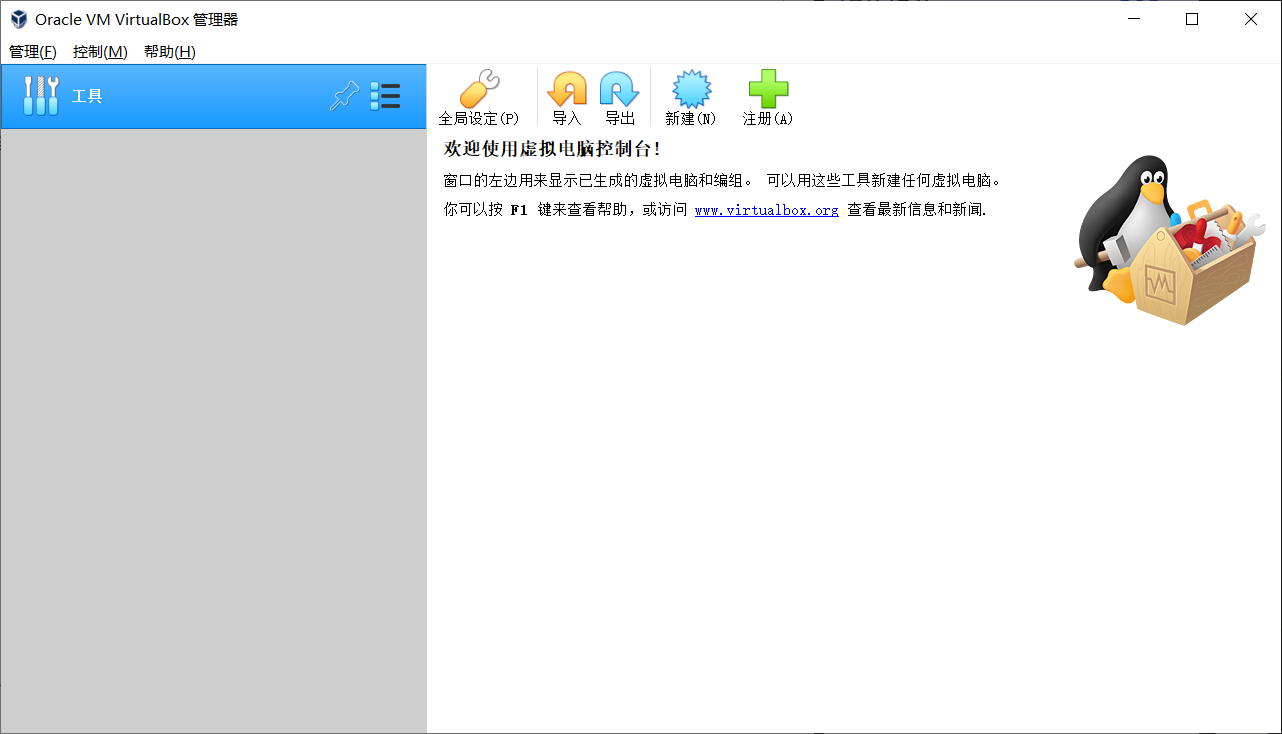 Oracle VM VirtualBox 管理器
管理(F) 控制(M) 帮助(H)
工具
全局设定(P) 导入 导出 新建(N) 注册(A)
欢迎使用虚拟电脑控制台!
窗口的左边用来显示已生成的虚拟电脑和编组。 可以用这些工具新建任何虚拟电脑。
你可以按 F1 键来查看帮助，或访问 www.virtualbox.org 查看最新信息和新闻.